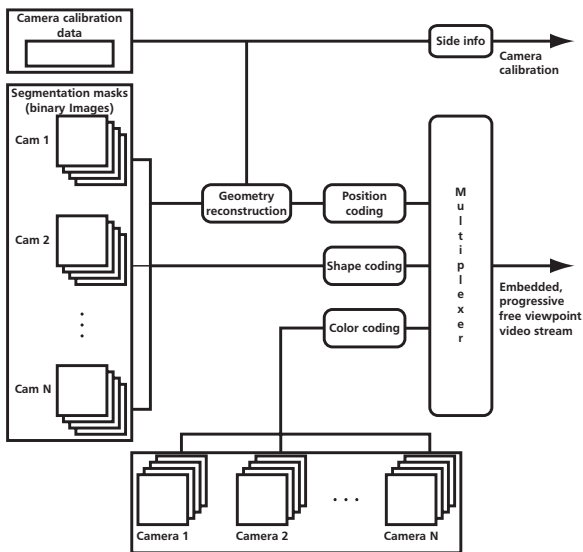 Camera calibration
data
Side info
Camera
calibration
Segmentation masks
(binary Images)
Cam 1
Geometry
reconstruction
Position
coding
Multiplexer
Cam 2
Shape coding
Embedded,
progressive
free viewpoint
video stream
Color coding
Cam N
Camera 1
Camera 2
Camera N